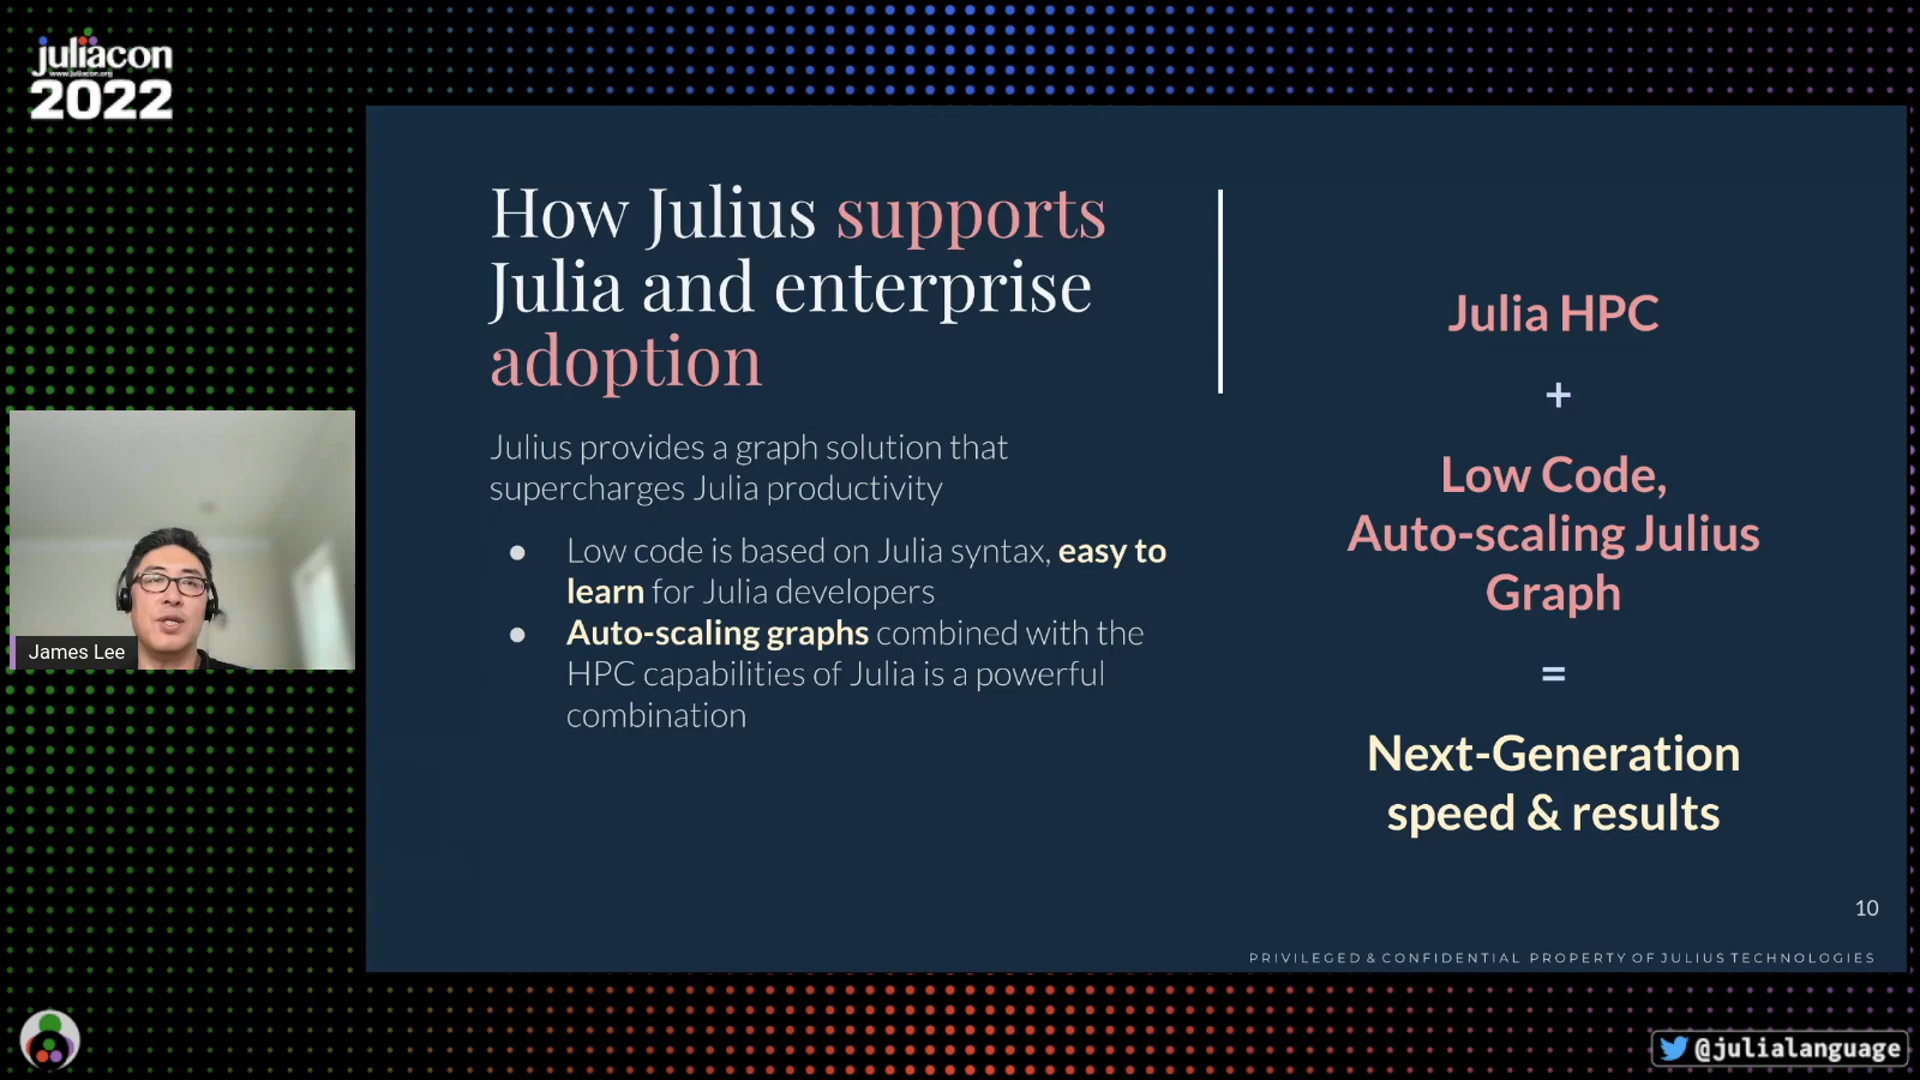 juliacon
www.juliacon.org
2022
How Julius supports
Julia and enterprise
adoption
Julius provides a graph solution that
supercharges Julia productivity
● Low code is based on Julia syntax, easy to
learn for Julia developers
● Auto-scaling graphs combined with the
HPC capabilities of Julia is a powerful
combination
Julia HPC
+
Low Code,
Auto-scaling Julius
Graph
=
Next-Generation
speed & results
10
PRIVILEGED & CONFIDENTIAL PROPERTY OF JULIUS TECHNOLOGIES
James Lee
@julialanguage